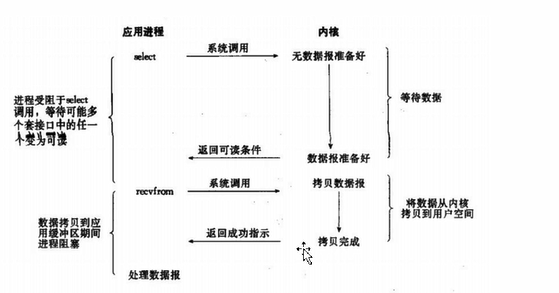 应用进程
内核
select
系统调用
无数据报准备好
进程受阻于select
调用，等待可能多
个套接口中的任一
个变为可读
等待数据
返回可读条件
数据报准备好
recvfrom
系统调用
拷贝数据报
数据拷贝到应
用缓冲区期间
进程阻塞
将数据从内核
拷贝到用户空间
返回成功指示
拷贝完成
处理数据报